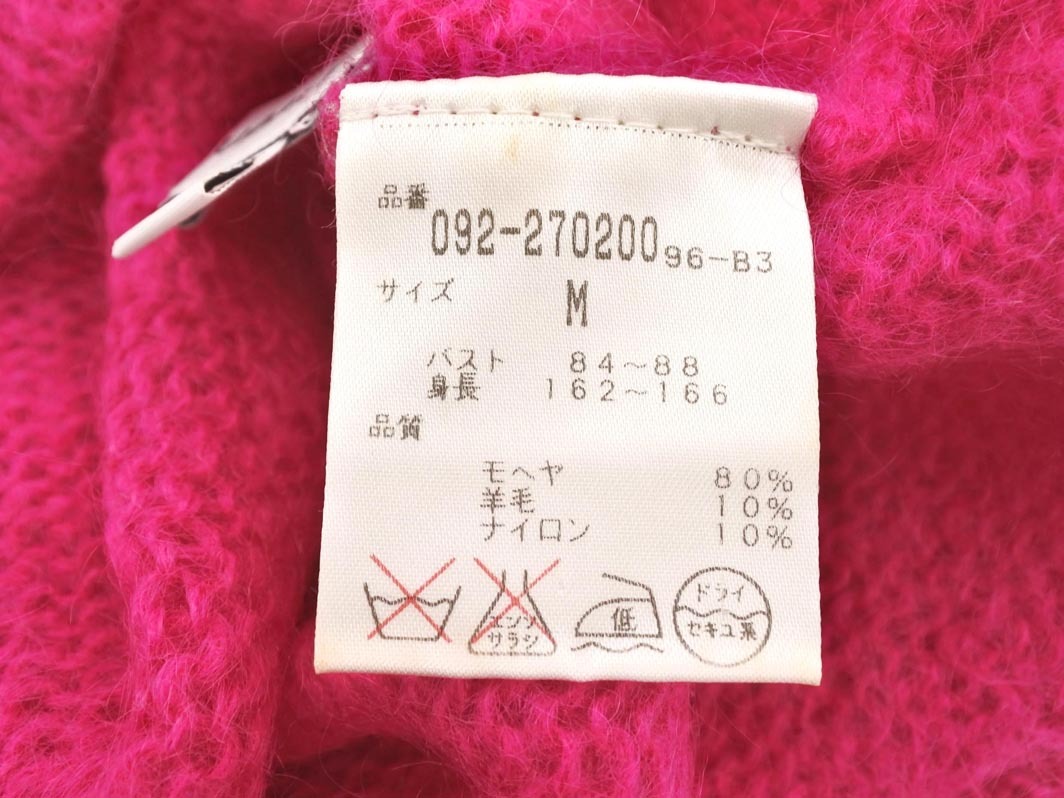 品番
092-270200 96-B3
サイズ M
バスト 84~88
身長 162~166
品質
モヘヤ 80%
羊毛 10%
ナイロン 10%
エンソ
サラシ
低
ドライ
セキユ系